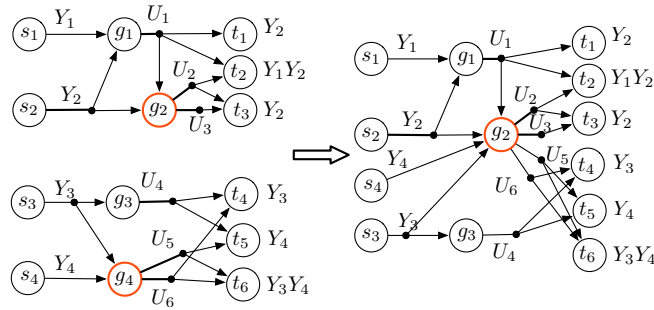 s₁ Y₁ g₁ U₁ t₁ Y₂
U₂ t₂ Y₁Y₂
s₂ Y₂ g₂ U₃ t₃ Y₂
s₃ Y₃ g₃ U₄ t₄ Y₃
U₅ t₅ Y₄
s₄ Y₄ g₄ U₆ t₆ Y₃Y₄
s₁ Y₁ g₁ U₁ t₁ Y₂
t₂ Y₁Y₂
s₂ Y₂ g₂ U₂ U₃ t₃ Y₂
s₄ Y₄ U₆ U₅ t₄ Y₃
s₃ Y₃ g₃ U₄ t₅ Y₄
t₆ Y₃Y₄